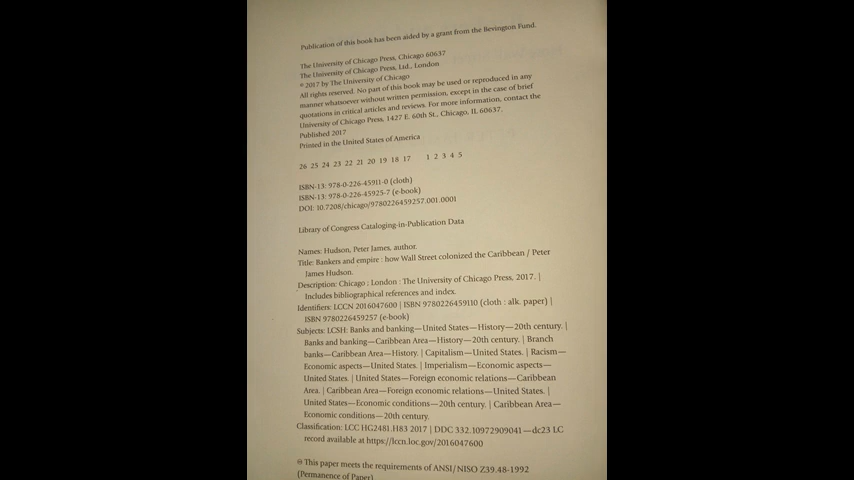 Publication of this book has been aided by a grant from the Bevington Fund.
The University of Chicago Press, Chicago 60637
The University of Chicago Press, Ltd., London
© 2017 by The University of Chicago
All rights reserved. No part of this book may be used or reproduced in any
manner whatsoever without written permission, except in the case of brief
quotations in critical articles and reviews. For more information, contact the
University of Chicago Press, 1427 E. 60th St., Chicago, IL 60637.
Published 2017
Printed in the United States of America
26 25 24 23 22 21 20 19 18 17 1 2 3 4 5
ISBN-13: 978-0-226-45911-0 (cloth)
ISBN-13: 978-0-226-45925-7 (e-book)
DOI: 10.7208/chicago/9780226459257.001.0001
Library of Congress Cataloging-in-Publication Data
Names: Hudson, Peter James, author.
Title: Bankers and empire : how Wall Street colonized the Caribbean / Peter
James Hudson.
Description: Chicago ; London : The University of Chicago Press, 2017. |
Includes bibliographical references and index.
Identifiers: LCCN 2016047600 | ISBN 9780226459110 (cloth : alk. paper) |
ISBN 9780226459257 (e-book)
Subjects: LCSH: Banks and banking—United States—History—20th century. |
Banks and banking—Caribbean Area—History—20th century. | Branch
banks—Caribbean Area—History. | Capitalism—United States. | Racism—
Economic aspects—United States. | Imperialism—Economic aspects—
United States. | United States—Foreign economic relations—Caribbean
Area. | Caribbean Area—Foreign economic relations—United States. |
United States—Economic conditions—20th century. | Caribbean Area—
Economic conditions—20th century.
Classification: LCC HG2481.H83 2017 | DDC 332.10972909041—dc23 LC
record available at https://lccn.loc.gov/2016047600
♾ This paper meets the requirements of ANSI/NISO Z39.48-1992
(Permanence of Paper)